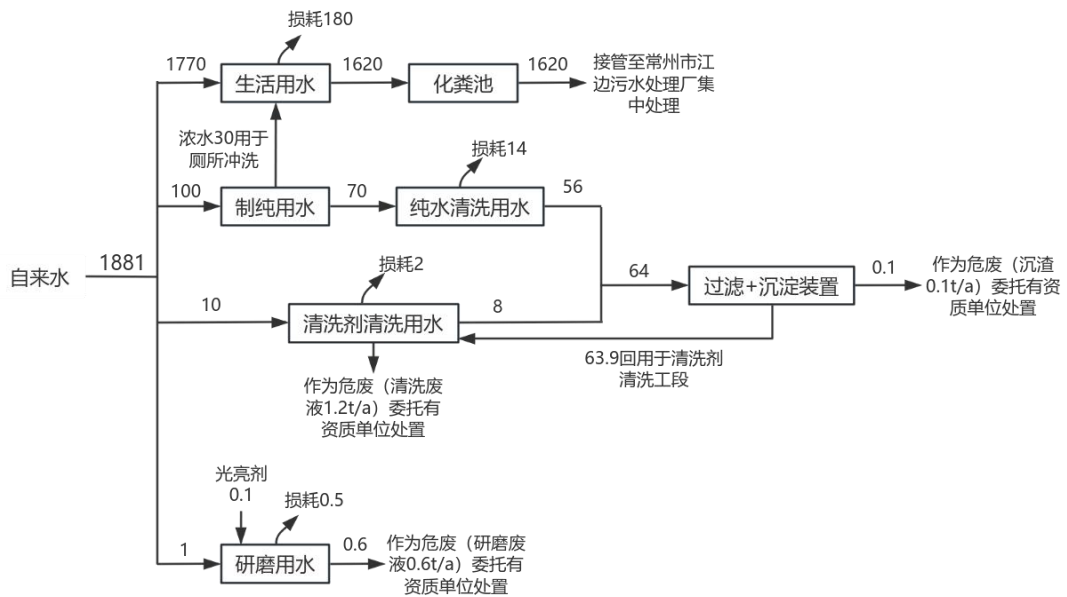 损耗180
1770
生活用水
1620
化粪池
1620
接管至常州市江
边污水处理厂集
中处理
浓水30用于
厕所冲洗
损耗14
100
制纯用水
70
纯水清洗用水
56
自来水
1881
损耗2
64
过滤+沉淀装置
0.1
作为危废（沉渣
0.1t/a）委托有资
质单位处置
10
清洗剂清洗用水
8
63.9回用于清洗剂
清洗工段
作为危废（清洗废
液1.2t/a）委托有
资质单位处置
光亮剂
0.1
损耗0.5
1
研磨用水
0.6
作为危废（研磨废
液0.6t/a）委托有
资质单位处置